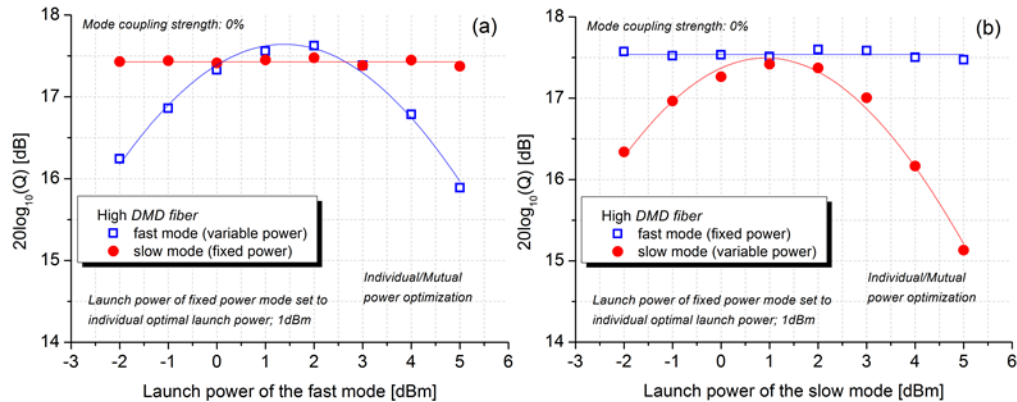 (a)
Mode coupling strength: 0%
18
17
16
15
14
20log10(Q) [dB]
High DMD fiber
fast mode (variable power)
slow mode (fixed power)
Individual/Mutual
power optimization
Launch power of fixed power mode set to
individual optimal launch power; 1dBm
-3 -2 -1 0 1 2 3 4 5 6
Launch power of the fast mode [dBm]
(b)
Mode coupling strength: 0%
18
17
16
15
14
20log10(Q) [dB]
High DMD fiber
fast mode (fixed power)
slow mode (variable power)
Individual/Mutual
power optimization
Launch power of fixed power mode set to
individual optimal launch power; 1dBm
-3 -2 -1 0 1 2 3 4 5 6
Launch power of the slow mode [dBm]